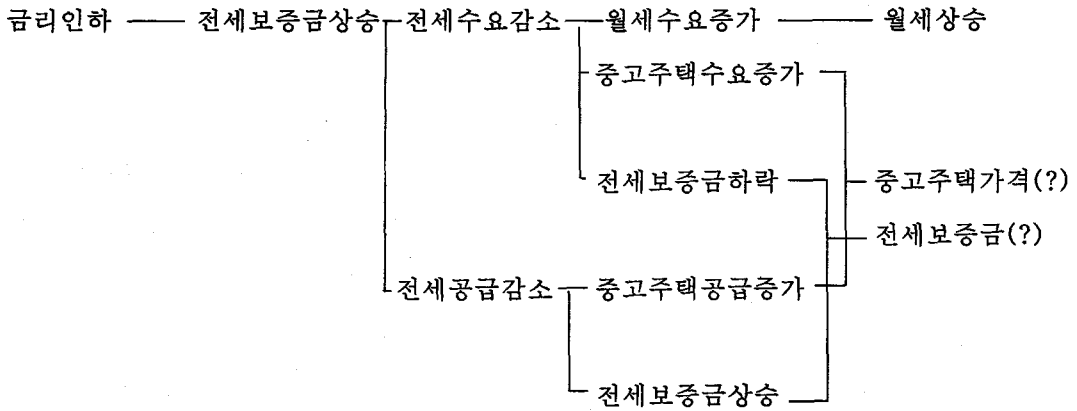 금리인하 전세보증금상승 전세수요감소 월세수요증가 월세상승
중고주택수요증가
전세보증금하락 중고주택가격(?)
전세보증금(?)
전세공급감소 중고주택공급증가
전세보증금상승